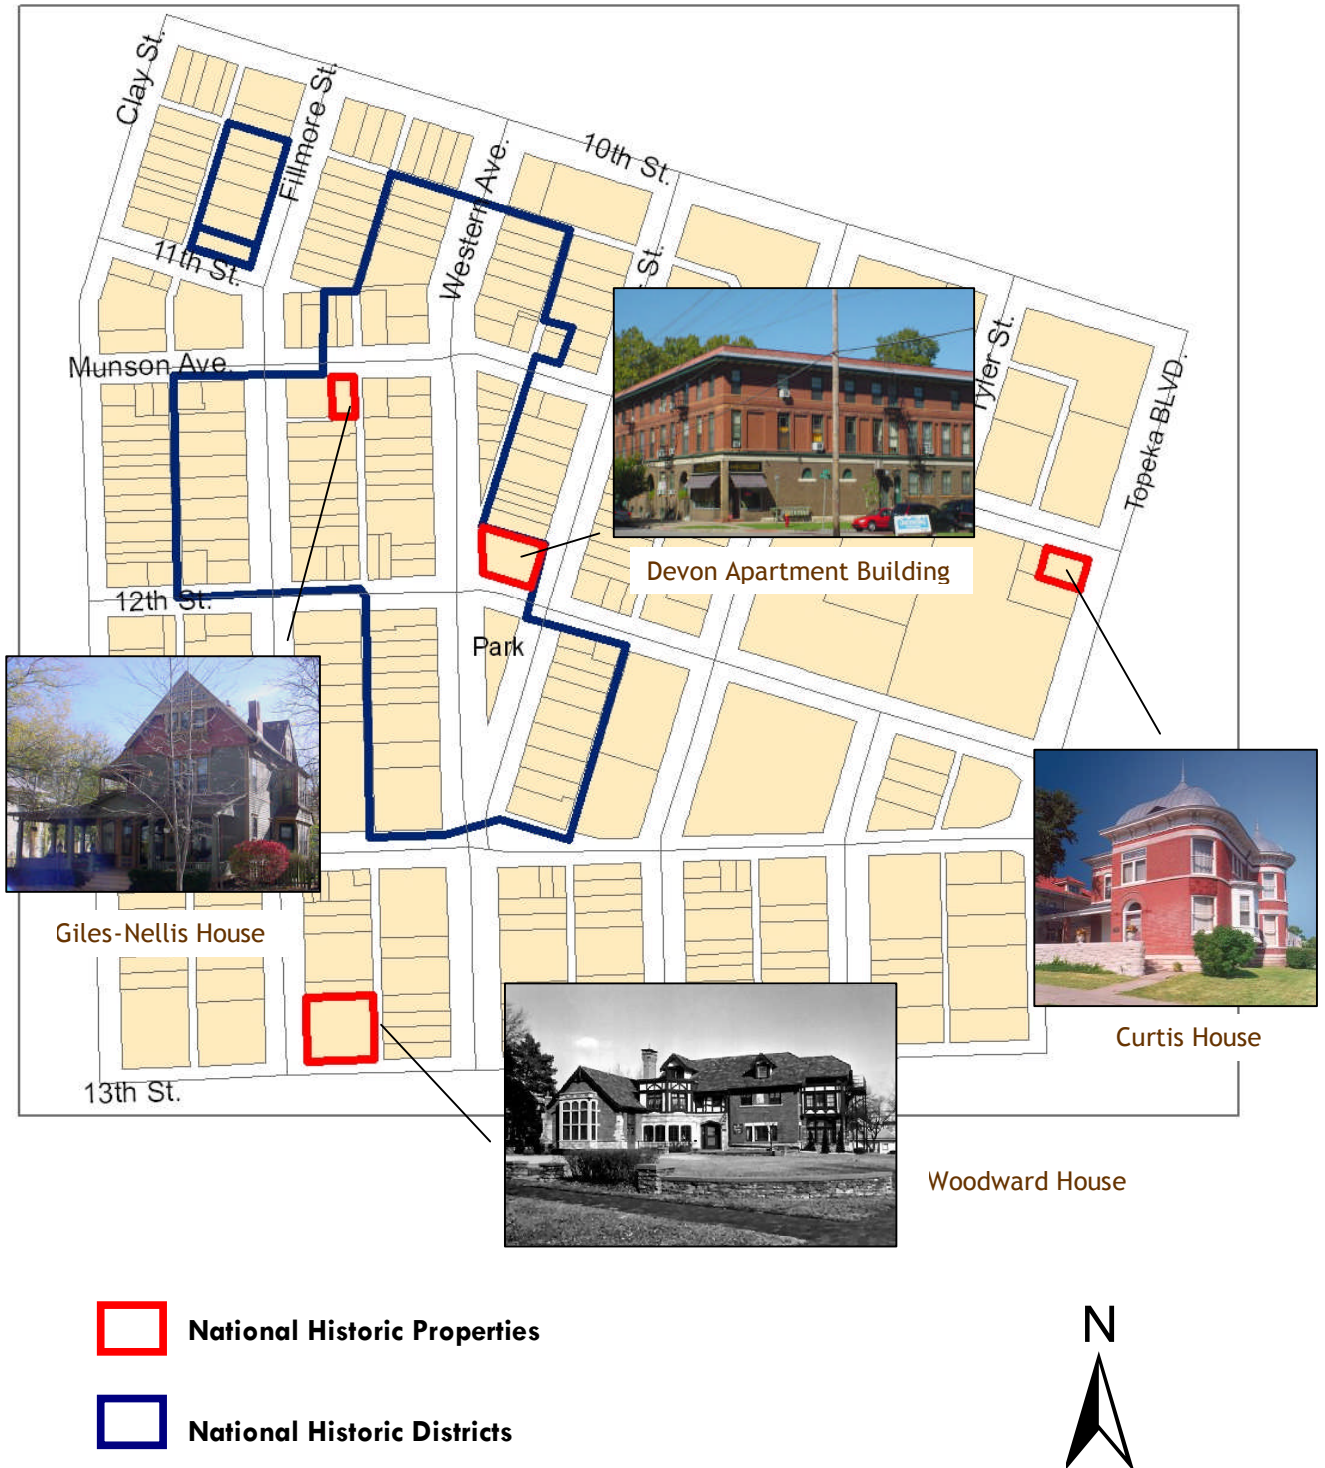 Clay St.
Fillmore St.
Western Ave.
10th St.
St.
11th St.
Tyler St.
Topeka BLVD.
Munson Ave.
12th St.
Park
Devon Apartment Building
Giles-Nellis House
Curtis House
13th St.
Woodward House
National Historic Properties
National Historic Districts
N